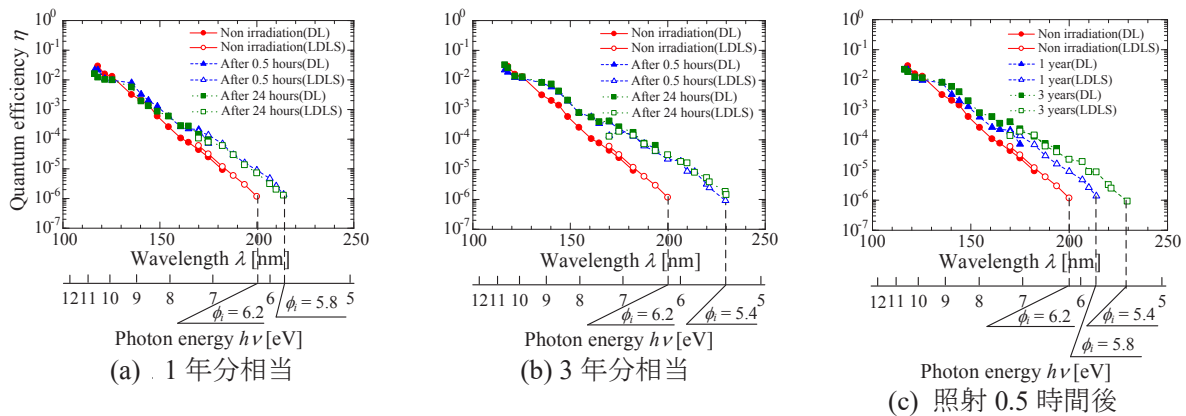 Quantum efficiency η
10^0
10^-1
10^-2
10^-3
10^-4
10^-5
10^-6
10^-7
Non irradiation(DL)
Non irradiation(LDLS)
After 0.5 hours(DL)
After 0.5 hours(LDLS)
After 24 hours(DL)
After 24 hours(LDLS)
100 150 200 250
Wavelength λ [nm]
1211 10 9 8 7 6 5
ϕi = 6.2
ϕi = 5.8
Photon energy hν [eV]
(a) . 1 年分相当
10^0
10^-1
10^-2
10^-3
10^-4
10^-5
10^-6
10^-7
Non irradiation(DL)
Non irradiation(LDLS)
After 0.5 hours(DL)
After 0.5 hours(LDLS)
After 24 hours(DL)
After 24 hours(LDLS)
100 150 200 250
Wavelength λ [nm]
1211 10 9 8 7 6 5
ϕi = 6.2
ϕi = 5.4
Photon energy hν [eV]
(b) 3 年分相当
10^0
10^-1
10^-2
10^-3
10^-4
10^-5
10^-6
10^-7
Non irradiation(DL)
Non irradiation(LDLS)
1 year(DL)
1 year(LDLS)
3 years(DL)
3 years(LDLS)
100 150 200 250
Wavelength λ [nm]
1211 10 9 8 7 6 5
ϕi = 6.2
ϕi = 5.4
ϕi = 5.8
Photon energy hν [eV]
(c) 照射 0.5 時間後